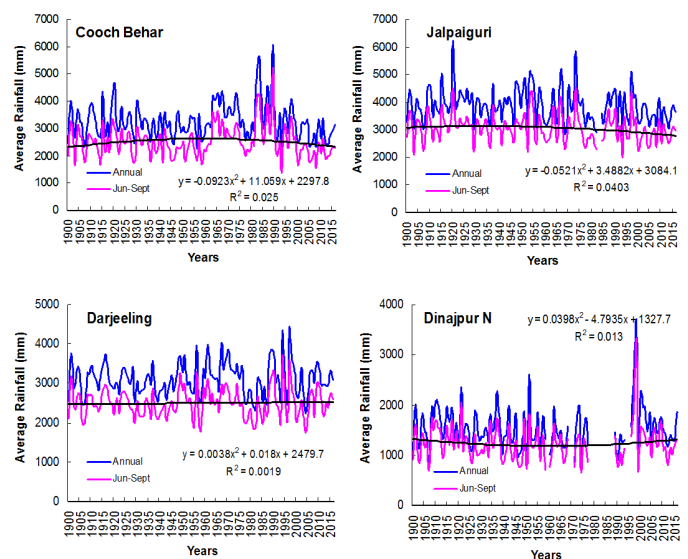 Cooch Behar
7000
6000
5000
4000
3000
2000
1000
0
Average Rainfall (mm)
Annual
Jun-Sept
y = -0.0923x² + 11.059x + 2297.8
R² = 0.025
1900 1905 1910 1915 1920 1925 1930 1935 1940 1945 1950 1955 1960 1965 1970 1975 1980 1985 1990 1995 2000 2005 2010 2015
Years
Jalpaiguri
7000
6000
5000
4000
3000
2000
1000
0
Average Rainfall (mm)
Annual
Jun-Sept
y = -0.0521x² + 3.4882x + 3084.1
R² = 0.0403
1900 1905 1910 1915 1920 1925 1930 1935 1940 1945 1950 1955 1960 1965 1970 1975 1980 1985 1990 1995 2000 2005 2010 2015
Years
Darjeeling
5000
4000
3000
2000
1000
0
Average Rainfall (mm)
Annual
Jun-Sept
y = 0.0038x² + 0.018x + 2479.7
R² = 0.0019
1900 1905 1910 1915 1920 1925 1930 1935 1940 1945 1950 1955 1960 1965 1970 1975 1980 1985 1990 1995 2000 2005 2010 2015
Years
Dinajpur N
4000
3000
2000
1000
0
Average Rainfall (mm)
y = 0.0398x² - 4.7935x + 1327.7
R² = 0.013
Annual
Jun-Sept
1900 1905 1910 1915 1920 1925 1930 1935 1940 1945 1950 1955 1960 1965 1970 1975 1980 1985 1990 1995 2000 2005 2010 2015
Years